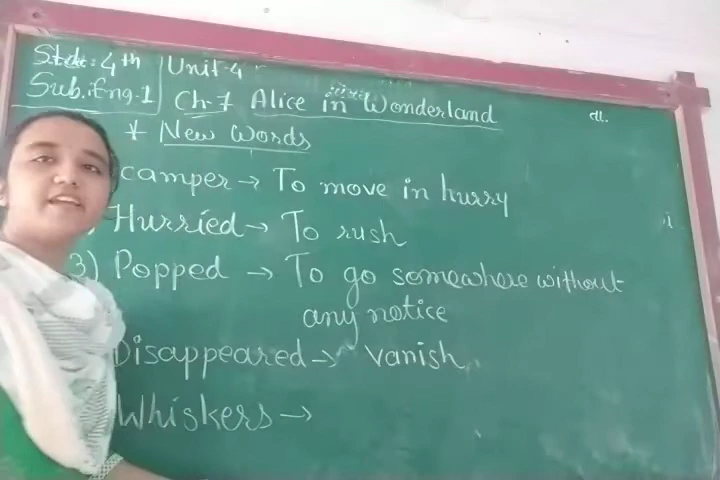 Std: 4th
Unit-4
Sub.: Eng.1
Ch-7 Alice in Wonderland
* New Words
camper → To move in hurry
Hurried → To rush
3) Popped → To go somewhere without
any notice
Disappeared → vanish
Whiskers →